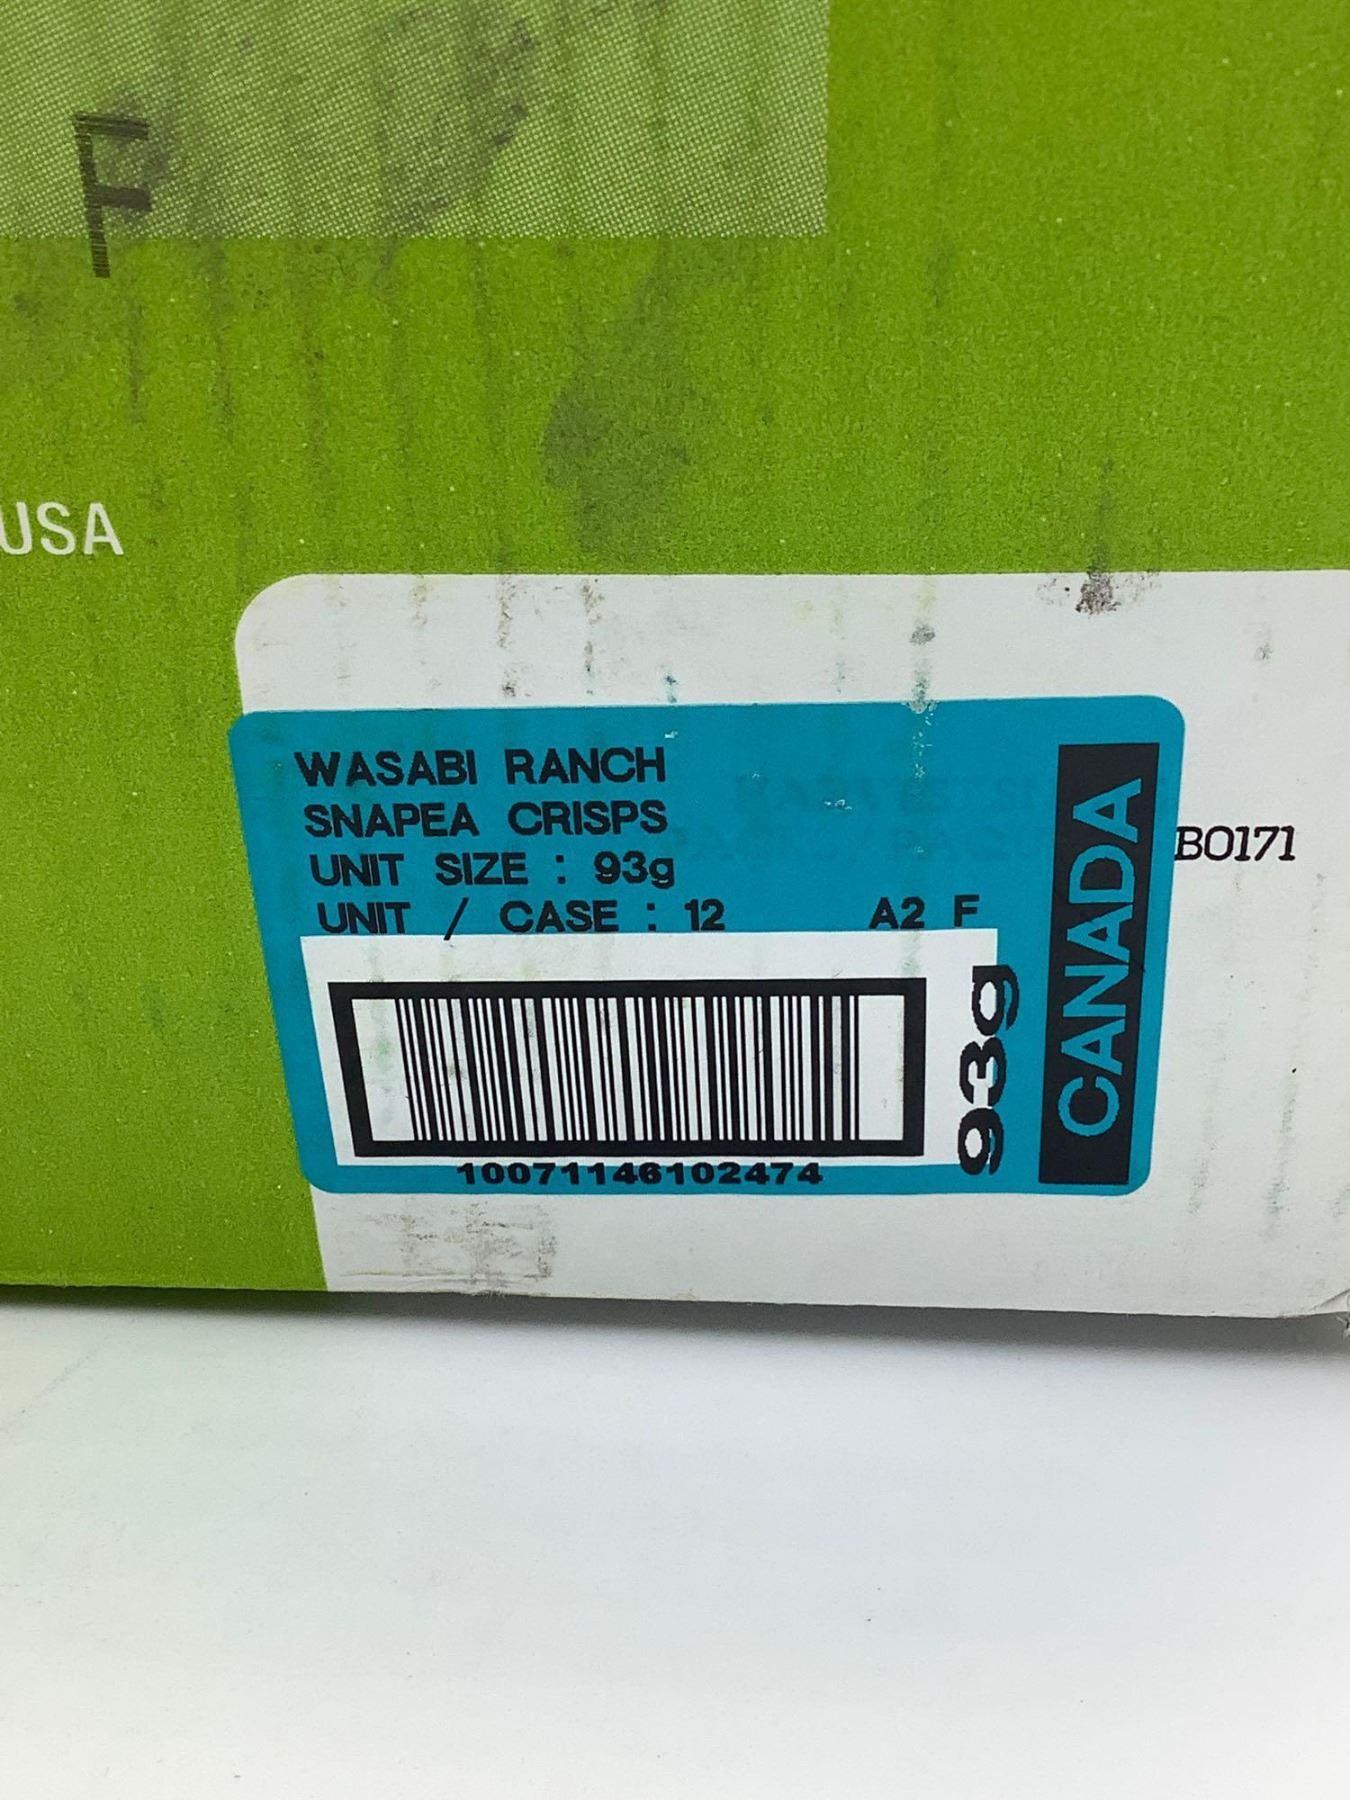 F
USA
WASABI RANCH
SNAPEA CRISPS
UNIT SIZE : 93g
UNIT / CASE : 12 A2 F
93g
CANADA
B0171
10071146102474